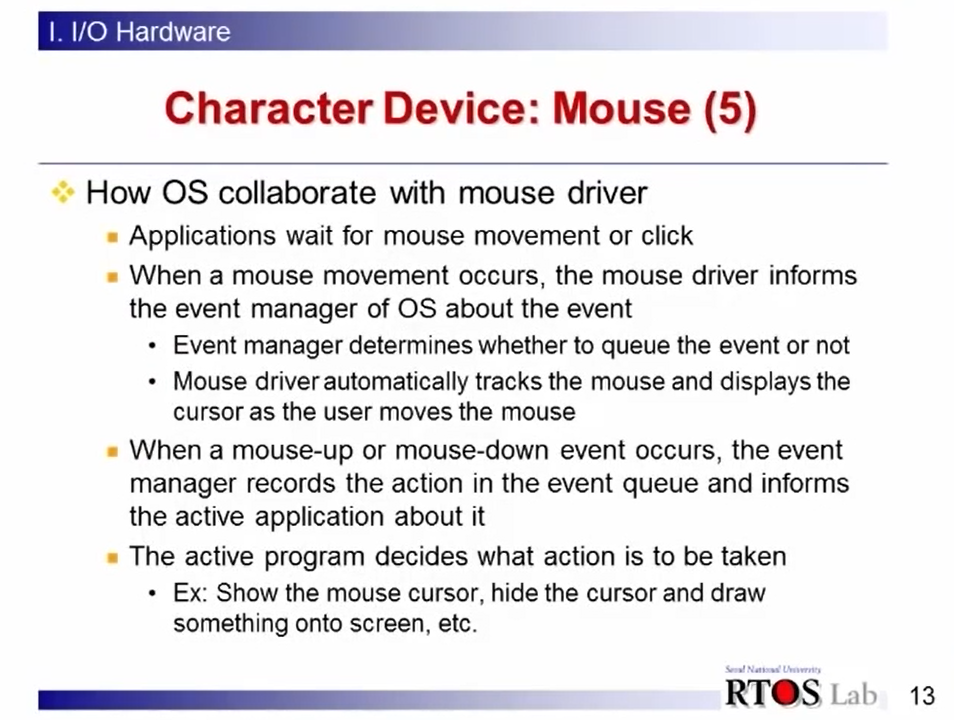 I. I/O Hardware
Character Device: Mouse (5)
How OS collaborate with mouse driver
Applications wait for mouse movement or click
When a mouse movement occurs, the mouse driver informs
the event manager of OS about the event
• Event manager determines whether to queue the event or not
• Mouse driver automatically tracks the mouse and displays the
cursor as the user moves the mouse
When a mouse-up or mouse-down event occurs, the event
manager records the action in the event queue and informs
the active application about it
The active program decides what action is to be taken
• Ex: Show the mouse cursor, hide the cursor and draw
something onto screen, etc.
Seoul National University
RTOS Lab
13